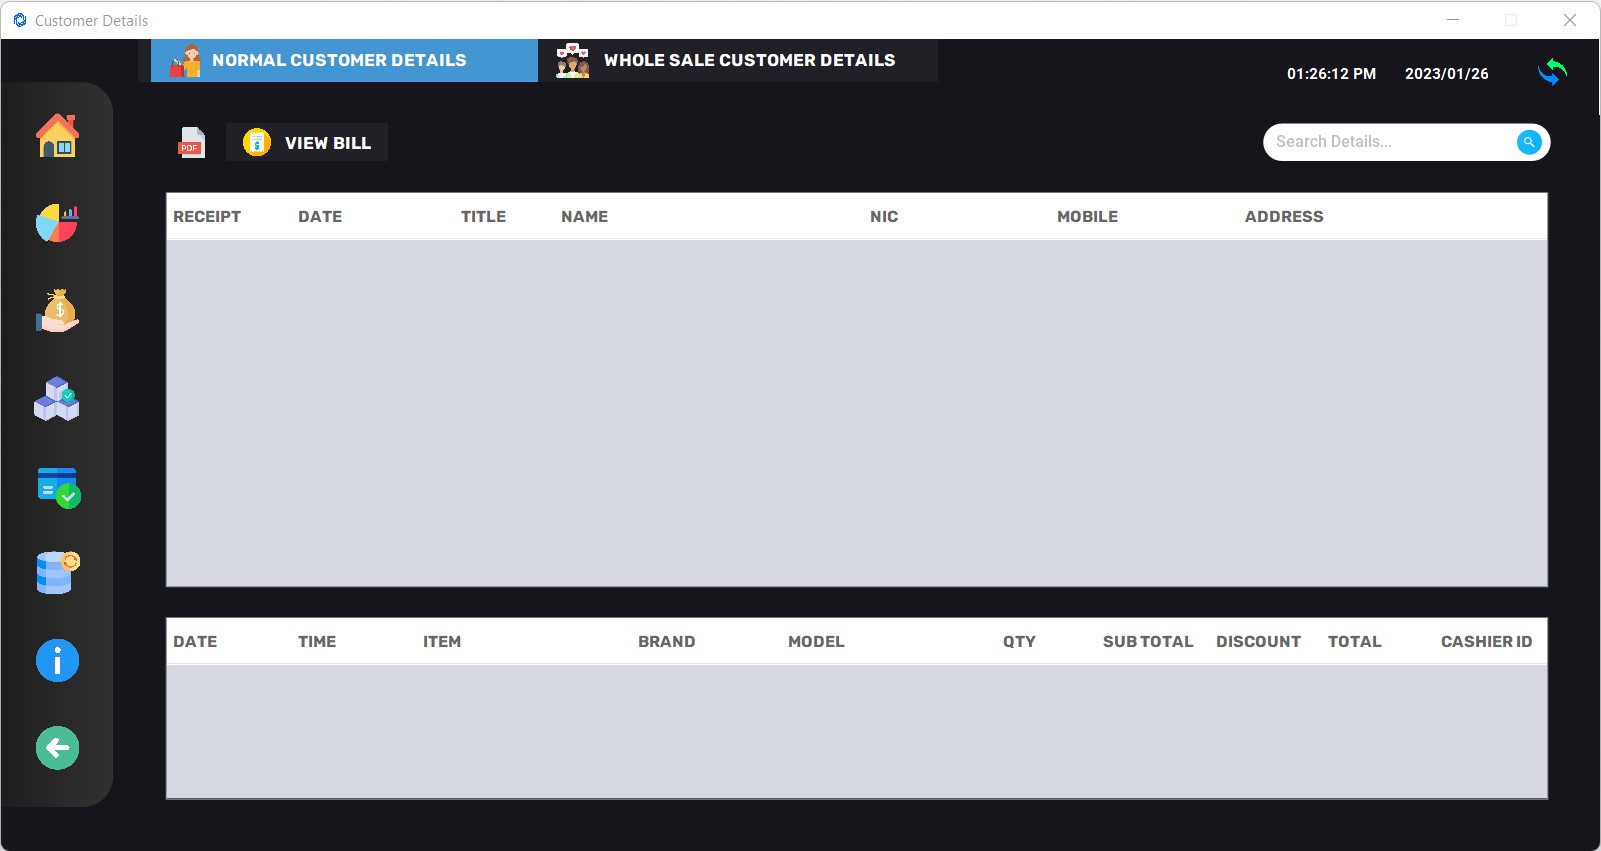 Customer Details
NORMAL CUSTOMER DETAILS
WHOLE SALE CUSTOMER DETAILS
01:26:12 PM 2023/01/26
PDF
VIEW BILL
Search Details...
RECEIPT DATE TITLE NAME NIC MOBILE ADDRESS
DATE TIME ITEM BRAND MODEL QTY SUB TOTAL DISCOUNT TOTAL CASHIER ID